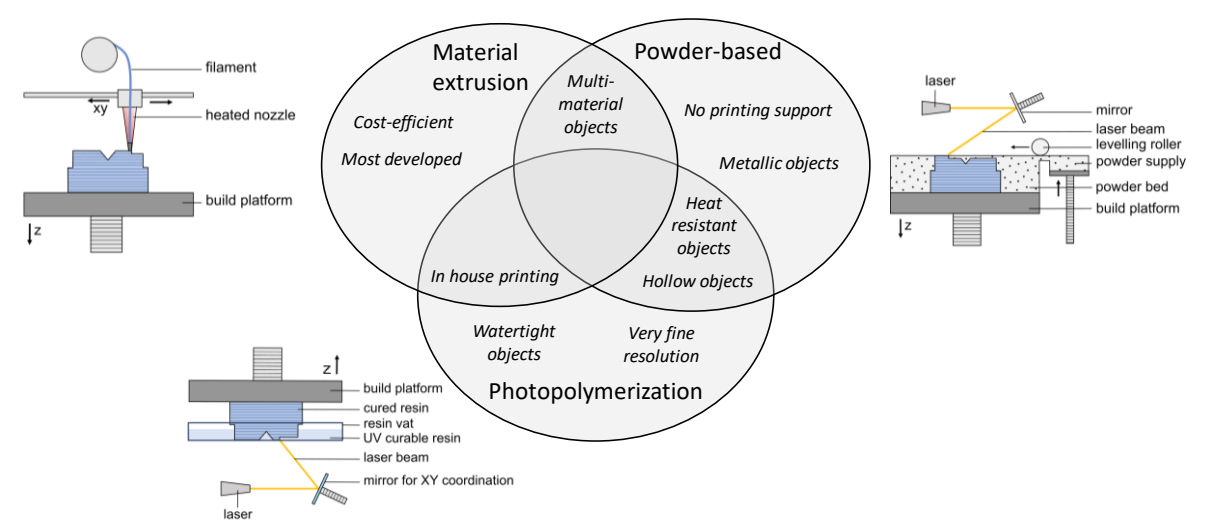 filament
xy
heated nozzle
build platform
z
Material
extrusion
Cost-efficient
Most developed
Multi-
material
objects
Powder-based
No printing support
Metallic objects
Heat
resistant
objects
Hollow objects
In house printing
Watertight
objects
Very fine
resolution
Photopolymerization
laser
mirror
laser beam
levelling roller
powder supply
powder bed
build platform
z
z
build platform
cured resin
resin vat
UV curable resin
laser beam
mirror for XY coordination
laser